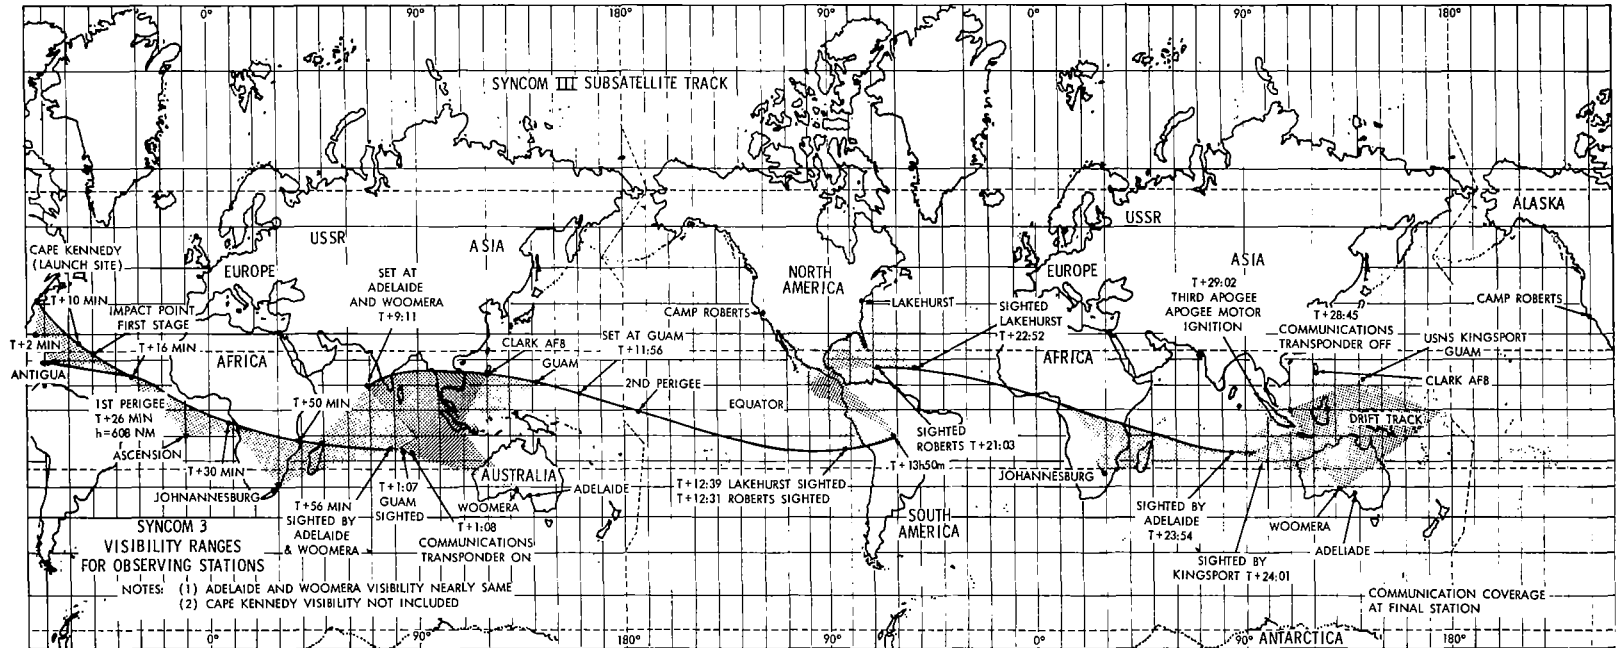 0° 90° 180° 90° 0° 90° 180°
SYNCOM III SUBSATELLITE TRACK
CAPE KENNEDY
(LAUNCH SITE)
T+10 MIN
IMPACT POINT
FIRST STAGE
T+2 MIN
T+16 MIN
ANTIGUA
1ST PERIGEE
T+26 MIN
h=608 NM
ASCENSION
T+30 MIN
JOHNANNESBURG
EUROPE
AFRICA
USSR
ASIA
T+50 MIN
SET AT
ADELAIDE
AND WOOMERA
T+9:11
CLARK AFB
GUAM
SET AT GUAM
T+11:56
2ND PERIGEE
T+56 MIN
SIGHTED BY
ADELAIDE
& WOOMERA
T+1:07
GUAM
SIGHTED
T+1:08
COMMUNICATIONS
TRANSPONDER ON
AUSTRALIA
WOOMERA
ADELAIDE
CAMP ROBERTS
NORTH
AMERICA
LAKEHURST
EQUATOR
SIGHTED
LAKEHURST
T+22:52
SIGHTED
ROBERTS T+21:03
T+13h50m
T+12:39 LAKEHURST SIGHTED
T+12:31 ROBERTS SIGHTED
SOUTH
AMERICA
EUROPE
AFRICA
USSR
ASIA
JOHANNESBURG
T+29:02
THIRD APOGEE
APOGEE MOTOR
IGNITION
T+28:45
COMMUNICATIONS
TRANSPONDER OFF
ALASKA
CAMP ROBERTS
USNS KINGSPORT
GUAM
CLARK AFB
DRIFT TRACK
SIGHTED BY
ADELAIDE
T+23:54
SIGHTED BY
KINGSPORT T+24:01
WOOMERA
ADELIADE
SYNCOM 3
VISIBILITY RANGES
FOR OBSERVING STATIONS
NOTES: (1) ADELAIDE AND WOOMERA VISIBILITY NEARLY SAME
(2) CAPE KENNEDY VISIBILITY NOT INCLUDED
COMMUNICATION COVERAGE
AT FINAL STATION
0° 90° 180° 90° 0° 90° ANTARCTICA 180°